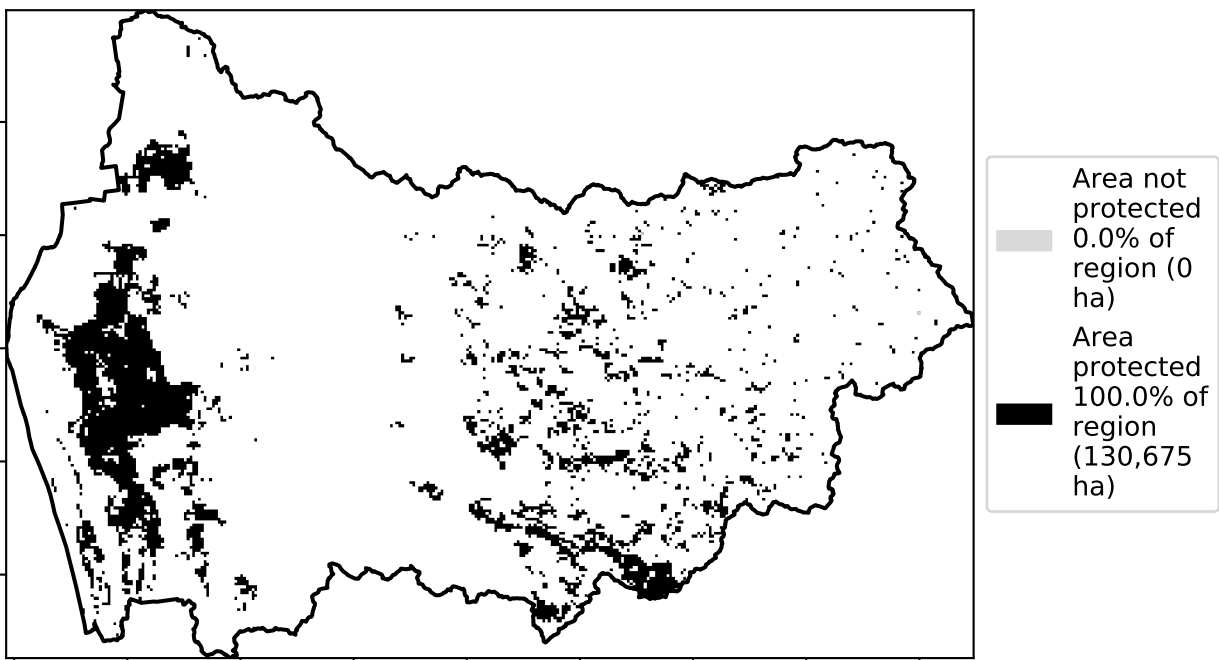 Area not
protected
0.0% of
region (0
ha)
Area
protected
100.0% of
region
(130,675
ha)